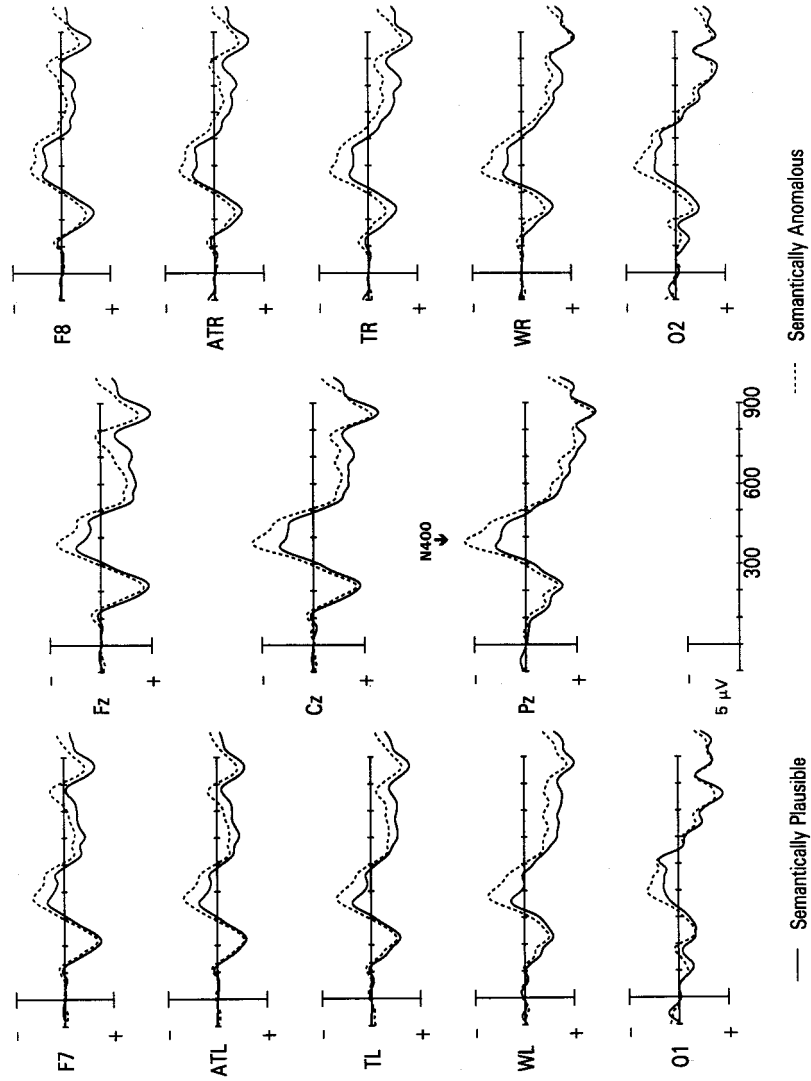 - - -
F7 Fz F8
+ + +
- - -
ATL Cz ATR
+ + +
- - -
TL TR
+ +
N400
- - -
WL Pz WR
+ + +
- -
O1 O2
+ +
-
5 µV
300 600 900
Semantically Plausible Semantically Anomalous